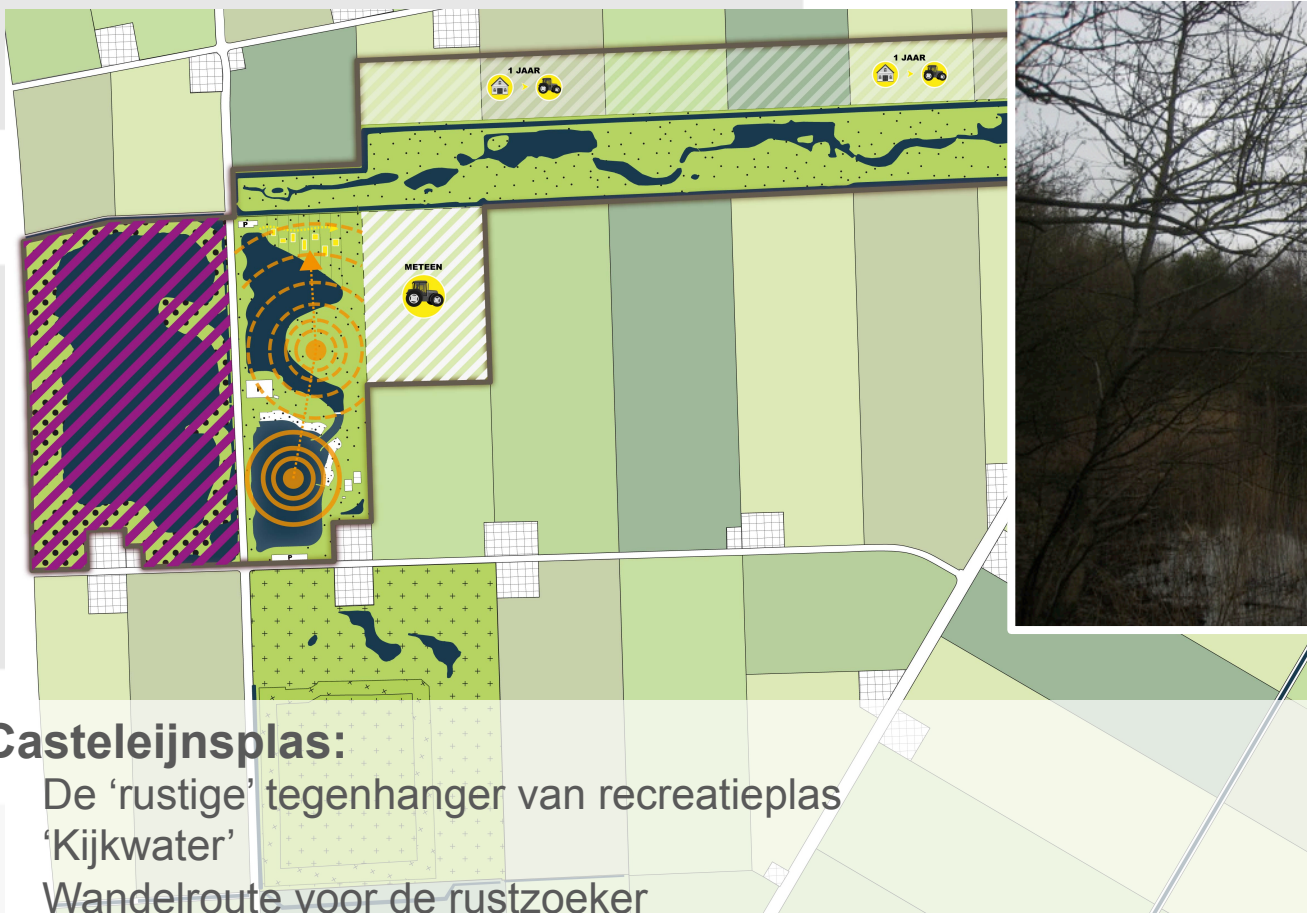 1 JAAR
1 JAAR
P
METEEN
P
Casteleijnsplas:
De ‘rustige’ tegenhanger van recreatieplas
‘Kijkwater’
Wandelroute voor de rustzoeker